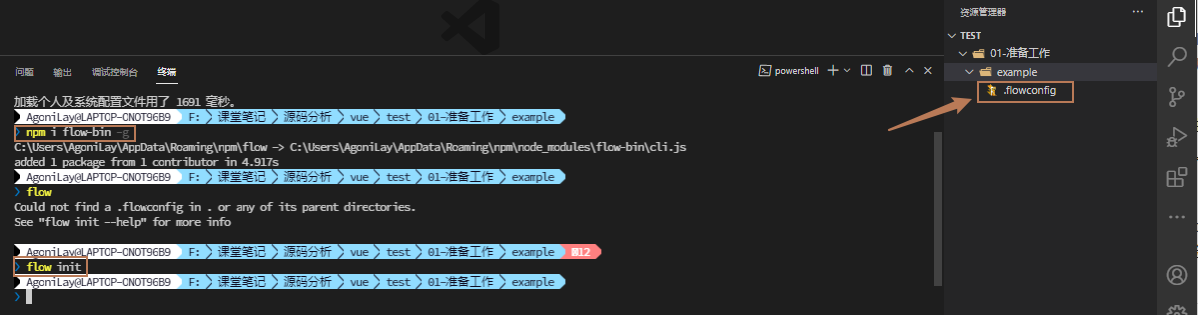 问题 输出 调试控制台 终端 powershell
加载个人及系统配置文件用了 1691 毫秒。
AgoniLay@LAPTOP-ONOT96B9 F: 课堂笔记 源码分析 vue test 01-准备工作 example
npm i flow-bin -g
C:\Users\AgoniLay\AppData\Roaming\npm\flow -> C:\Users\AgoniLay\AppData\Roaming\npm\node_modules\flow-bin\cli.js
added 1 package from 1 contributor in 4.917s
AgoniLay@LAPTOP-ONOT96B9 F: 课堂笔记 源码分析 vue test 01-准备工作 example
flow
Could not find a .flowconfig in . or any of its parent directories.
See "flow init --help" for more info
AgoniLay@LAPTOP-ONOT96B9 F: 课堂笔记 源码分析 vue test 01-准备工作 example 12
flow init
AgoniLay@LAPTOP-ONOT96B9 F: 课堂笔记 源码分析 vue test 01-准备工作 example
资源管理器
TEST
01-准备工作
example
.flowconfig